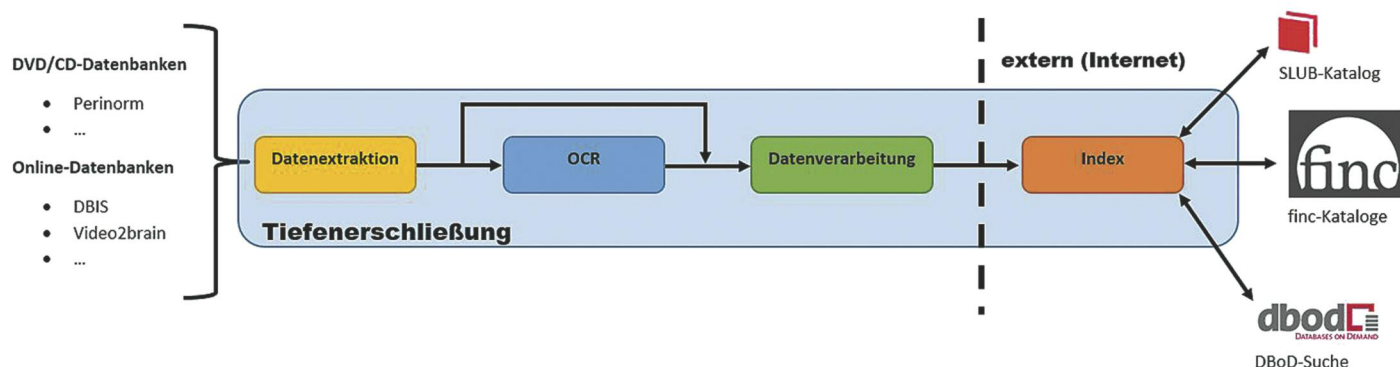 DVD/CD-Datenbanken
• Perinorm
• ...
Online-Datenbanken
• DBIS
• Video2brain
• ...
Datenextraktion
OCR
Datenverarbeitung
Tiefenerschließung
extern (Internet)
Index
SLUB-Katalog
finc
finc-Kataloge
dbod
DATABASES ON DEMAND
DBoD-Suche